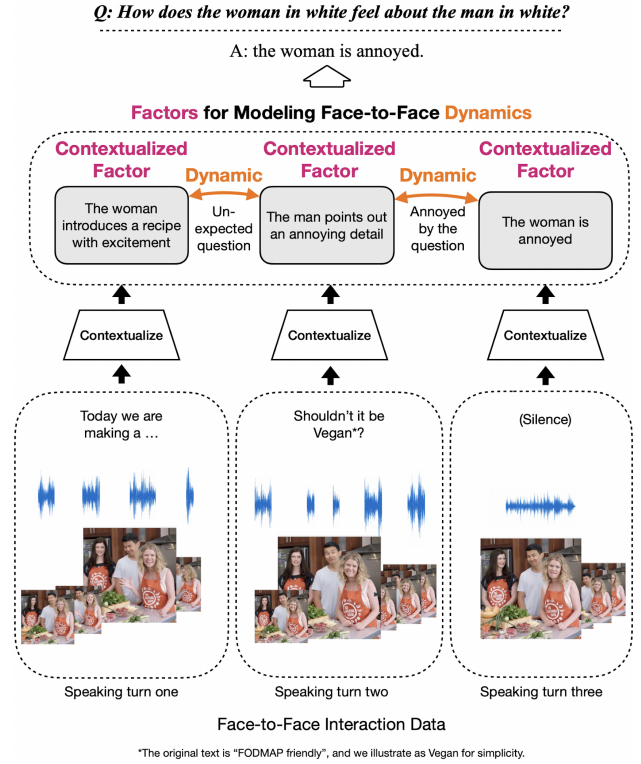 Q: How does the woman in white feel about the man in white?
A: the woman is annoyed.
Factors for Modeling Face-to-Face Dynamics
Contextualized
Factor
Dynamic
Contextualized
Factor
Dynamic
Contextualized
Factor
The woman
introduces a recipe
with excitement
Un-
expected
question
The man points out
an annoying detail
Annoyed
by the
question
The woman is
annoyed
Contextualize
Contextualize
Contextualize
Today we are
making a …
Shouldn't it be
Vegan*?
(Silence)
Speaking turn one
Speaking turn two
Speaking turn three
Face-to-Face Interaction Data
*The original text is “FODMAP friendly”, and we illustrate as Vegan for simplicity.